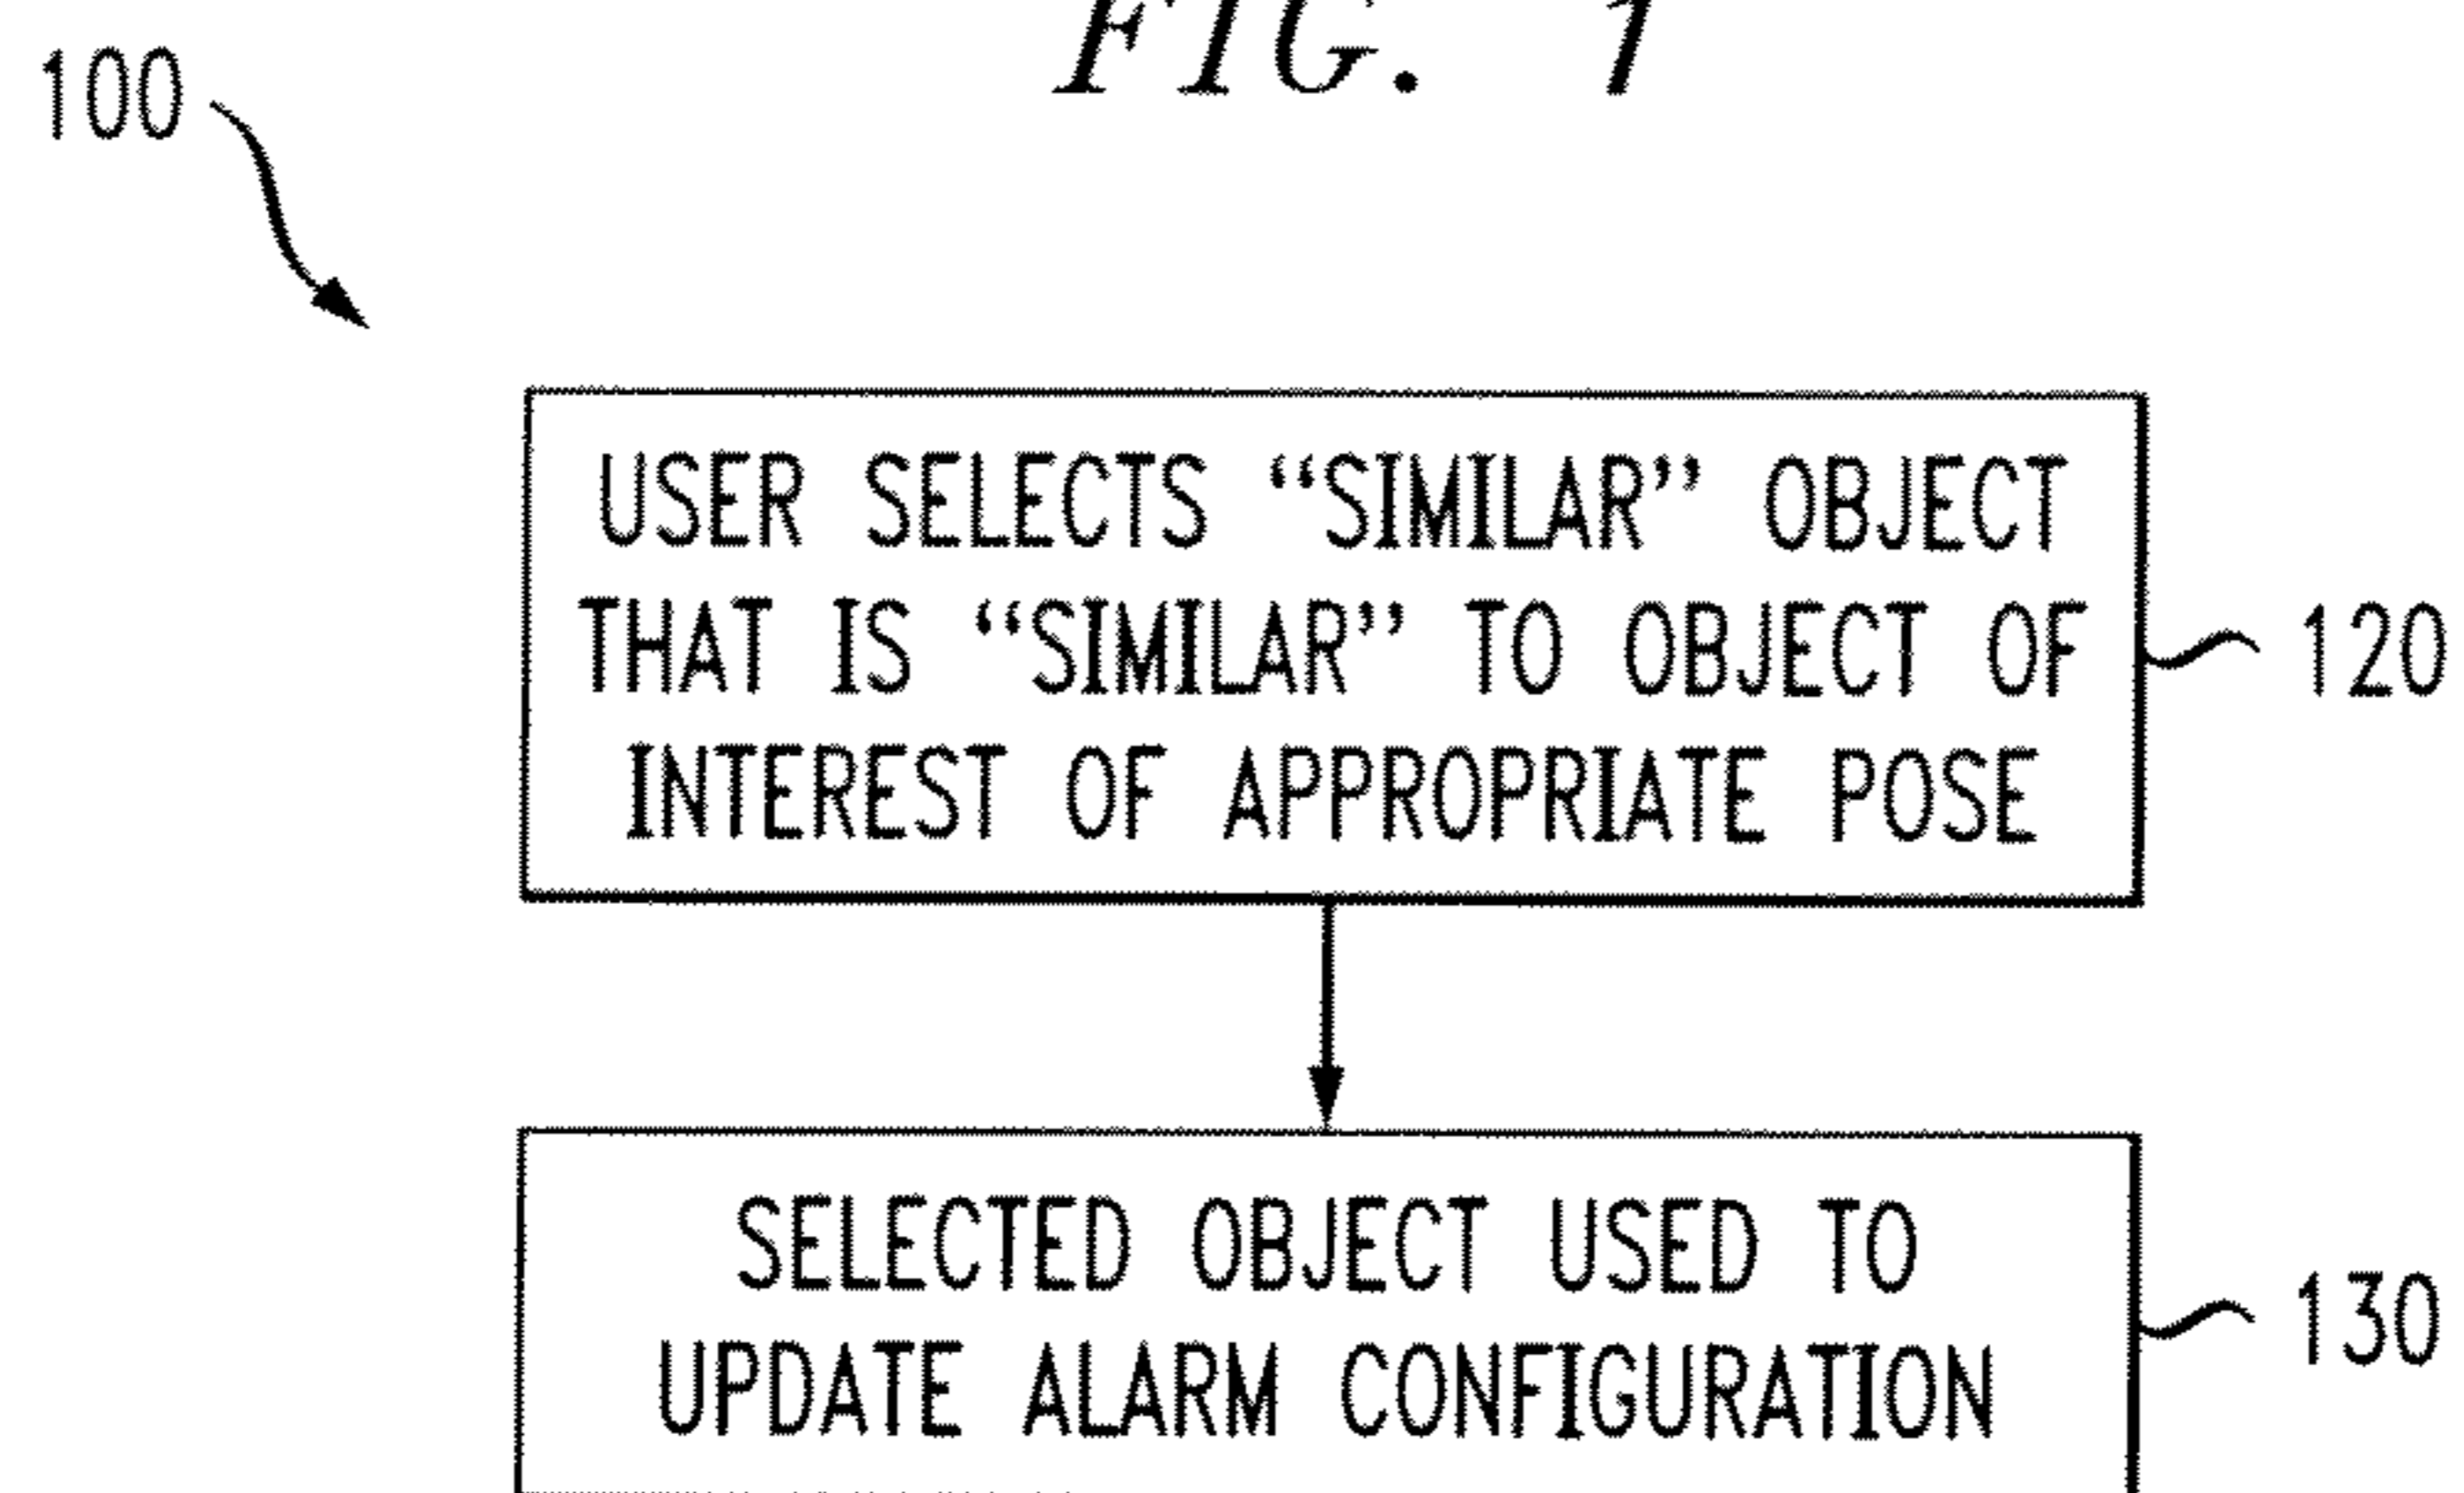 FIG. 1
100
USER SELECTS “SIMILAR” OBJECT
THAT IS “SIMILAR” TO OBJECT OF
INTEREST OF APPROPRIATE POSE
120
SELECTED OBJECT USED TO
UPDATE ALARM CONFIGURATION
130